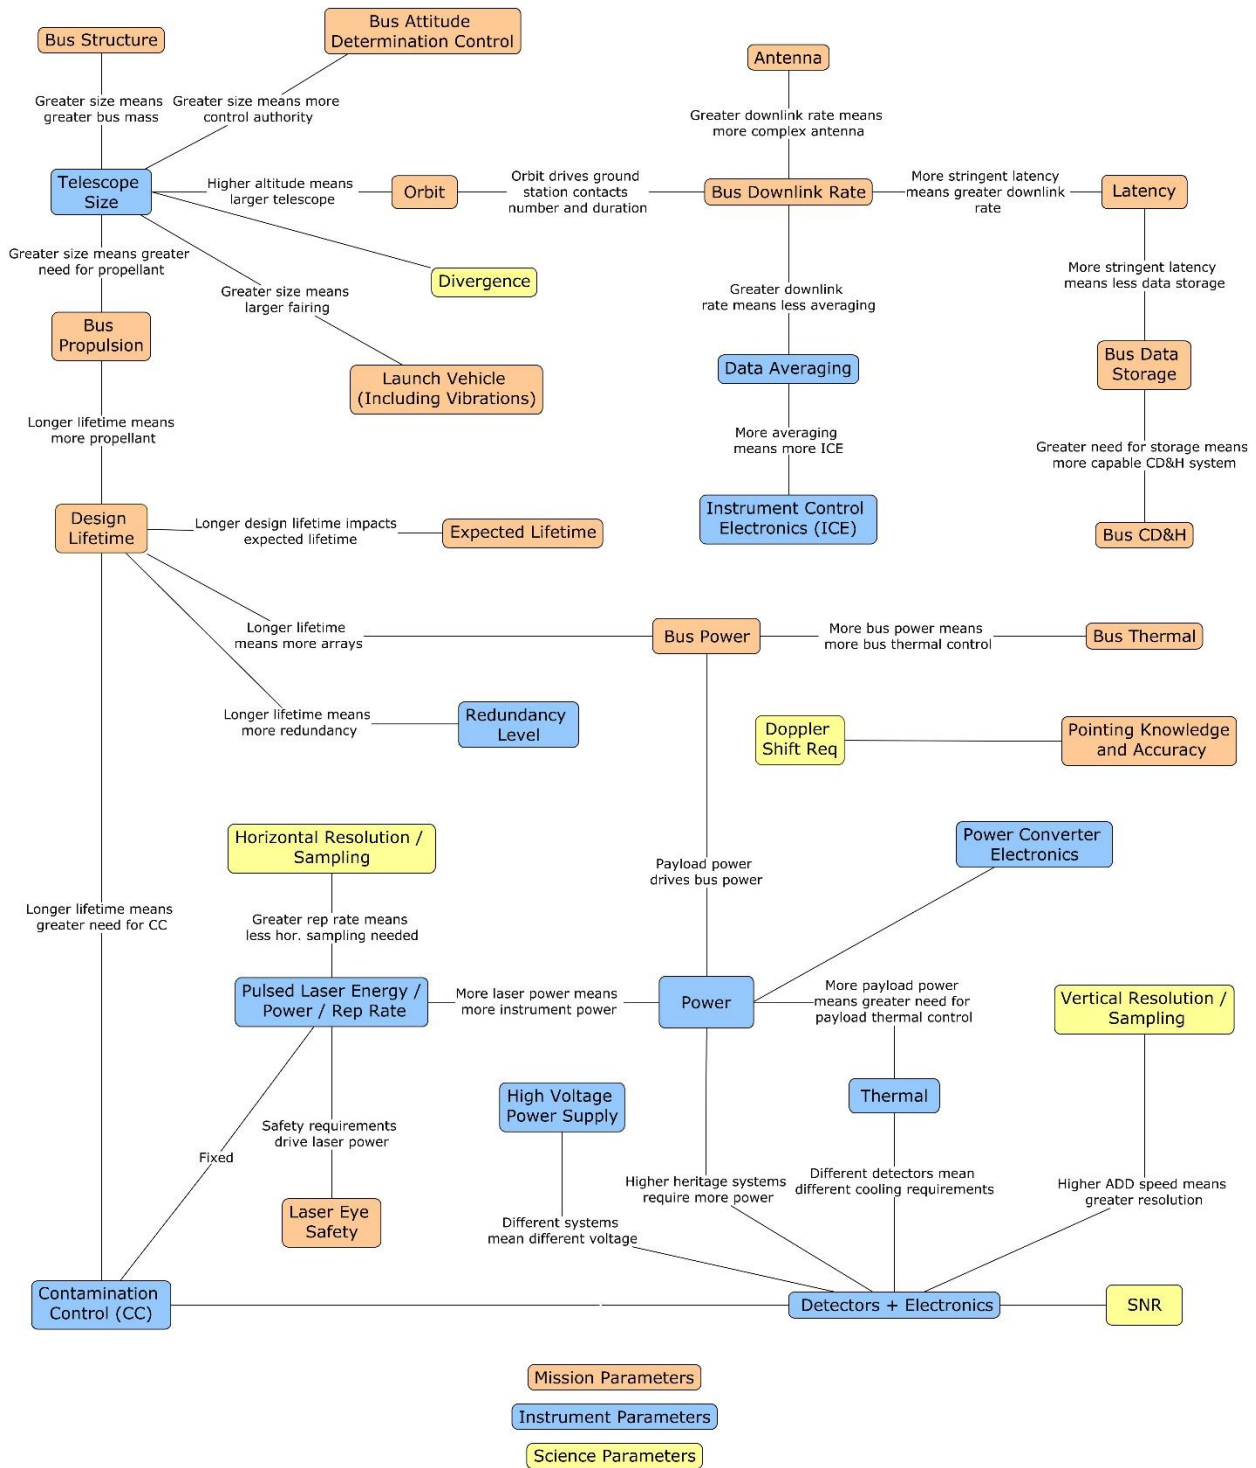 Bus Structure
Bus Attitude
Determination Control
Antenna
Greater size means
greater bus mass
Greater size means more
control authority
Greater downlink rate means
more complex antenna
Telescope
Size
Higher altitude means
larger telescope
Orbit
Orbit drives ground
station contacts
number and duration
Bus Downlink Rate
More stringent latency
means greater downlink
rate
Latency
Greater size means greater
need for propellant
Divergence
Greater size means
larger fairing
Greater downlink
rate means less averaging
More stringent latency
means less data storage
Bus
Propulsion
Launch Vehicle
(Including Vibrations)
Data Averaging
Bus Data
Storage
Longer lifetime means
more propellant
More averaging
means more ICE
Greater need for storage means
more capable CD&H system
Design
Lifetime
Longer design lifetime impacts
expected lifetime
Expected Lifetime
Instrument Control
Electronics (ICE)
Bus CD&H
Longer lifetime
means more arrays
Bus Power
More bus power means
more bus thermal control
Bus Thermal
Longer lifetime means
more redundancy
Redundancy
Level
Doppler
Shift Req
Pointing Knowledge
and Accuracy
Horizontal Resolution /
Sampling
Payload power
drives bus power
Power Converter
Electronics
Longer lifetime means
greater need for CC
Greater rep rate means
less hor. sampling needed
Pulsed Laser Energy /
Power / Rep Rate
More laser power means
more instrument power
Power
More payload power
means greater need for
payload thermal control
Vertical Resolution /
Sampling
High Voltage
Power Supply
Thermal
Fixed
Safety requirements
drive laser power
Higher heritage systems
require more power
Different detectors mean
different cooling requirements
Higher ADD speed means
greater resolution
Laser Eye
Safety
Different systems
mean different voltage
Contamination
Control (CC)
Detectors + Electronics
SNR
Mission Parameters
Instrument Parameters
Science Parameters